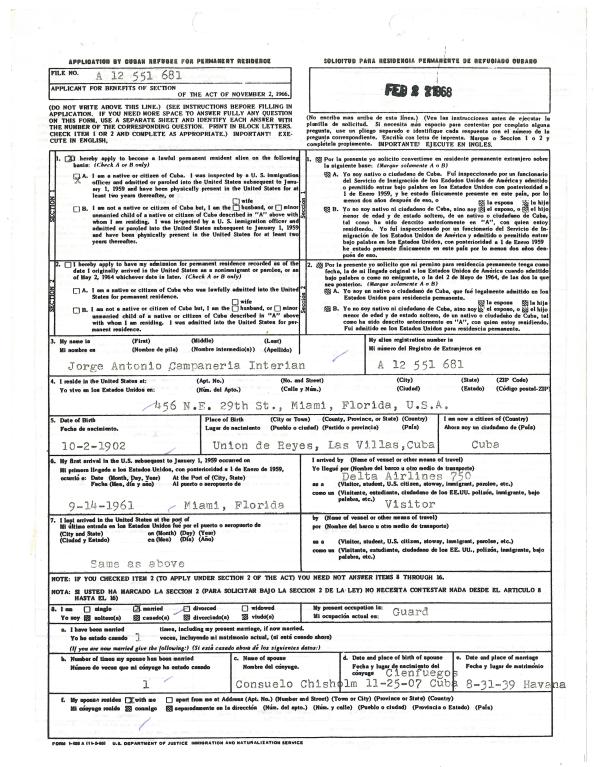 APPLICATION BY CUBAN REFUGEE FOR PERMANENT RESIDENCE
FILE NO. A 12 551 681
APPLICANT FOR BENEFITS OF SECTION
OF THE ACT OF NOVEMBER 2, 1966.
(DO NOT WRITE ABOVE THIS LINE.) (SEE INSTRUCTIONS BEFORE FILLING IN
APPLICATION. IF YOU NEED MORE SPACE TO ANSWER FULLY ANY QUESTION
ON THIS FORM, USE A SEPARATE SHEET AND IDENTIFY EACH ANSWER WITH
THE NUMBER OF THE CORRESPONDING QUESTION. PRINT IN BLOCK LETTERS.
CHECK ITEM 1 OR 2 AND COMPLETE AS APPROPRIATE.) IMPORTANT! EXE-
CUTE IN ENGLISH,
SOLICITUD PARA RESIDENCIA PERMANENTE DE REFUGIADO CUBANO
FEB 2 1968
(No escriba mas arriba de esta línea.) (Vea las instrucciones antes de ejecutar la
planilla de solicitud. Si necesita más espacio para contestar por completo alguna
pregunta, use un pliego separado e identifique cada respuesta con el número de la
pregunta correspondiente. Escriba con letra de imprenta. Marque o Sección 1 o 2 y
complétela propiamente. IMPORTANTE! EJECUTE EN INGLES.
SECTION 1
1. I hereby apply to become a lawful permanent resident alien on the following
basis: (Check A or B only)
A. I am a native or citizen of Cuba. I was inspected by a U. S. immigration
officer and admitted or paroled into the United States subsequent to Janu-
ary 1, 1959 and have been physically present in the United States for at
least two years thereafter.
wife
B. I am not a native or citizen of Cuba but, I am the husband, or minor
unmarried child of a native or citizen of Cuba described in "A" above with
whom I am residing. I was inspected by a U. S. immigration officer and
admitted or paroled into the United States subsequent to January 1, 1959
and have been physically present in the United States for at least two
years thereafter.
Sección 1
1. Por la presente yo solicito convertirme en residente permanente extranjero sobre
la siguiente base: (Marque solamente A o B)
A. Yo soy nativo o ciudadano de Cuba. Fuí inspeccionado por un funcionario
del Servicio de Inmigración de los Estados Unidos de América y admitido
o permitido entrar bajo palabra en los Estados Unidos con posterioridad a
1 de Enero 1959, y he estado físicamente presente en este país, por lo
menos dos años después de eso,
la esposa la hija
B. Yo no soy nativo ni ciudadano de Cuba, pero soy el esposo, o el hijo
menor de edad y de estado soltero, de un nativo o ciudadano de Cuba, tal
como ha sido descrito anteriormente en "A", con quien estoy
residiendo. Yo fuí inspeccionado por un funcionario del Servicio de In-
migración de los Estados Unidos de América y admitido o permitido entrar
bajo palabra en los Estados Unidos con posterioridad a 1 de Enero 1959
he estado físicamente presente en este país por lo menos dos años des-
pués de eso.
SECTION 2
2. I hereby apply to have my admission for permanent residence recorded as of the
date I originally arrived in the United States as a nonimmigrant or parolee, or as
of May 2, 1964 whichever date is later. (Check A or B only)
A. I am a native or citizen of Cuba who was lawfully admitted into the United
States for permanent residence.
wife
B. I am not a native or citizen of Cuba but, I am the husband, or minor
unmarried child of a native or citizen of Cuba described in "A" above
with whom I am residing. I was admitted into the United States for per-
manent residence.
Sección 2
2. Por la presente yo solicito que mi permiso para residencia permanente tenga como
fecha, la de mi llegada original a los Estados Unidos de América cuando admitido
bajo palabra o como no emigrante, o la del 2 de Mayo de 1964, de las dos la que
sea posterior. (Marque solamente A o B)
A. Yo soy nativo o ciudadano de Cuba, que fué legalmente admitido en los
Estados Unidos para residencia permanente.
la esposa la hija
B. Yo no soy nativo ni ciudadano de Cuba, sino soy el esposo, o el hijo
menor de edad y de estado soltero, de un nativo o ciudadano de Cuba, tal
como ha sido descrito anteriormente en "A", con quien estoy residiendo.
Fuí admitido en los Estados Unidos para residencia permanente.
3. My name is (First) (Middle) (Last)
Mi nombre es (Nombre de pila) (Nombre intermedio(s)) (Apellido)
Jorge Antonio Campaneria Interian
My alien registration number is
Mi número del Registro de Extranjeros es
A 12 551 681
4. I reside in the United States at: (Apt. No.) (No. and Street) (City) (State) (ZIP Code)
Yo vivo en los Estados Unidos en: (Núm. del Apto.) (Calle y Núm.) (Ciudad) (Estado) (Código postal-ZIP)
456 N.E. 29th St., Miami, Florida, U.S.A.
5. Date of Birth
Fecha de nacimiento.
10-2-1902
Place of Birth (City or Town) (County, Province, or State) (Country)
Lugar de nacimiento (Pueblo o ciudad) (Partido o provincia) (País)
Union de Reyes, Las Villas,Cuba
I am now a citizen of (Country)
Ahora soy un ciudadano de (País)
Cuba
6. My first arrival in the U.S. subsequent to January 1, 1959 occurred on
Mi primera llegada a los Estados Unidos, con posterioridad a 1 de Enero de 1959,
ocurrió a: Date (Month, Day, Year) At the Port of (City, State)
Fecha (Mes, día y año) Al puerto o aeropuerto de
9-14-1961 Miami, Florida
by (Name of vessel or other means of travel)
Yo llegué por (Nombre del barco u otro medio de transporte)
Delta Airlines 750
as a (Visitor, student, U.S. citizen, stoway, immigrant, parolee, etc.)
como un (Visitante, estudiante, ciudadano de los EE.UU. polizón, inmigrante, bajo
palabra, etc.)
Visitor
7. I last arrived in the United States at the port of
Mi última entrada en los Estados Unidos fué por el puerto o aeropuerto de
(City and State) on (Month) (Day) (Year)
(Ciudad y Estado) en (Mes) (Día) (Año)
Same as above
by (Name of vessel or other means of travel)
por (Nombre del barco u otro medio de transporte)
as a (Visitor, student, U.S. citizen, stoway, immigrant, parolee, etc.)
como un (Visitante, estudiante, ciudadano de los EE. UU., polizón, inmigrante, bajo
palabra, etc.)
NOTE: IF YOU CHECKED ITEM 2 (TO APPLY UNDER SECTION 2 OF THE ACT) YOU NEED NOT ANSWER ITEMS 8 THROUGH 16.
NOTA: SI USTED HA MARCADO LA SECCION 2 (PARA SOLICITAR BAJO LA SECCION 2 DE LA LEY) NO NECESITA CONTESTAR NADA DESDE EL ARTICULO 8
HASTA EL 16)
8. I am single married divorced widowed
Yo soy soltero(a) casado(a) divorciado(a) viudo(a)
My present occupation is:
Mi ocupación actual es:
Guard
a. I have been married times, including my present marriage, if now married.
Yo he estado casado 1 veces, incluyendo mi matrimonio actual, (si está casado ahora)
(If you are now married give the following:) (Si está casado ahora dé los siguientes datos:)
b. Number of times my spouse has been married
Número de veces que mi cónyuge ha estado casado
1
c. Name of spouse
Nombre del cónyuge.
Consuelo Chisholm
d. Date and country of birth of spouse
Fecha y lugar de nacimiento del
cónyuge
Cienfuegos
11-25-07 Cuba
e. Date and place of marriage
Fecha y lugar de matrimonio
8-31-39 Havana
f. My spouse resides with me apart from me at Address (Apt. No.) (Number and Street) (Town or City) (Province or State) (Country)
Mi cónyuge reside conmigo separadamente en la dirección (Núm. del Apto.) (Núm. y calle) (Pueblo o ciudad) (Provincia o Estado) (País)
FORM I-485 A (11-5-66) U.S. DEPARTMENT OF JUSTICE IMMIGRATION AND NATURALIZATION SERVICE